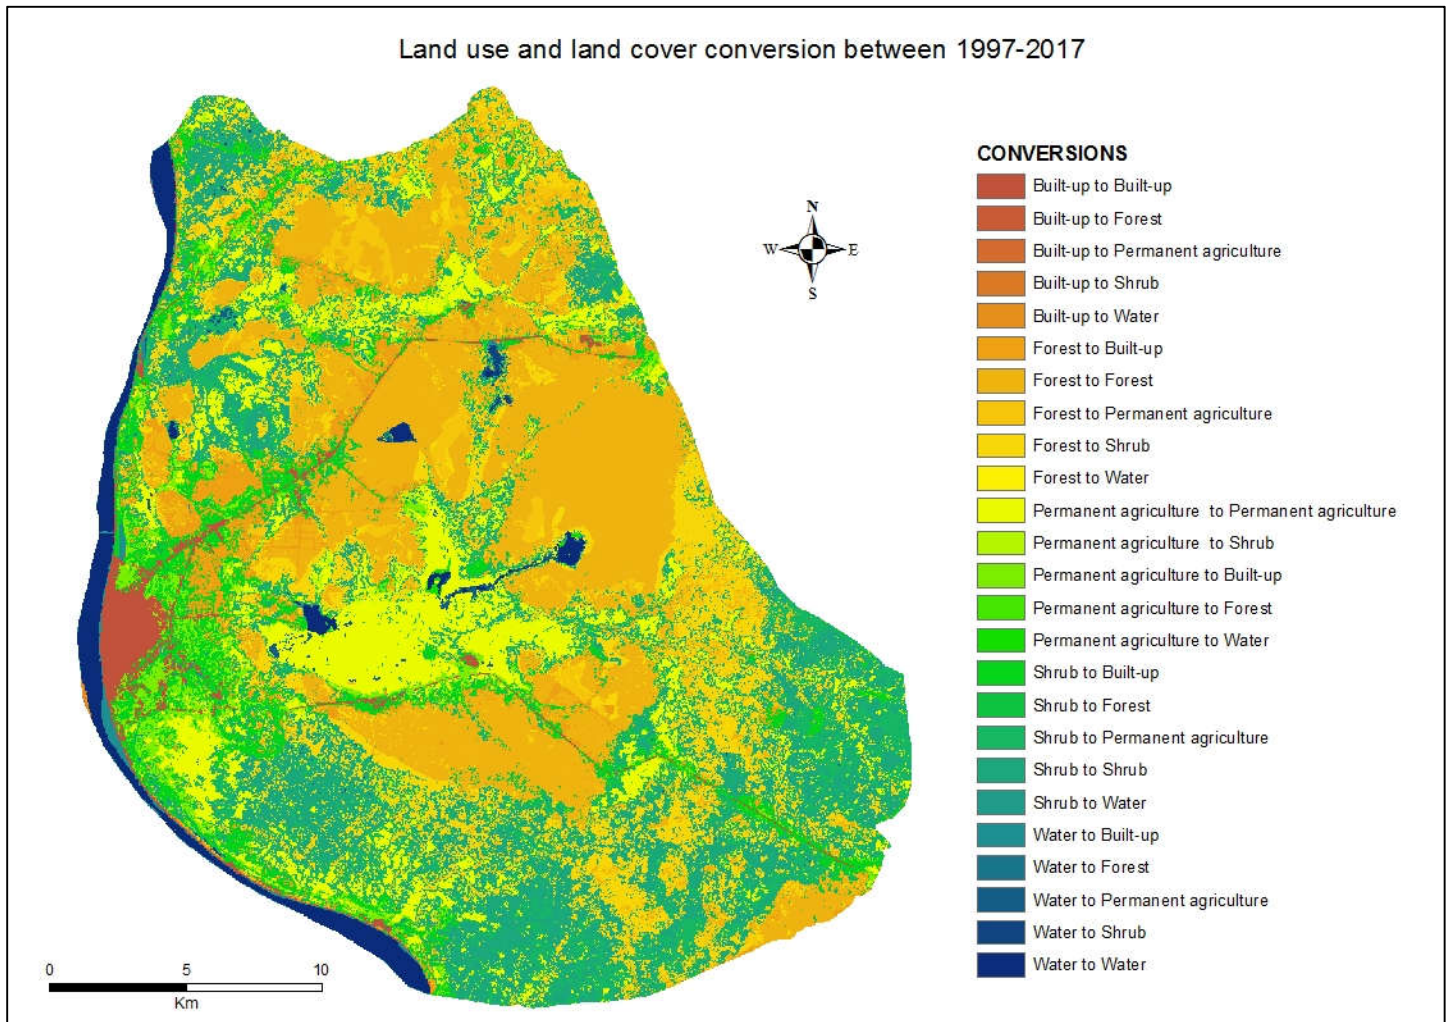 Land use and land cover conversion between 1997-2017
N
W
E
S
CONVERSIONS
Built-up to Built-up
Built-up to Forest
Built-up to Permanent agriculture
Built-up to Shrub
Built-up to Water
Forest to Built-up
Forest to Forest
Forest to Permanent agriculture
Forest to Shrub
Forest to Water
Permanent agriculture to Permanent agriculture
Permanent agriculture to Shrub
Permanent agriculture to Built-up
Permanent agriculture to Forest
Permanent agriculture to Water
Shrub to Built-up
Shrub to Forest
Shrub to Permanent agriculture
Shrub to Shrub
Shrub to Water
Water to Built-up
Water to Forest
Water to Permanent agriculture
Water to Shrub
Water to Water
0 5 10
Km